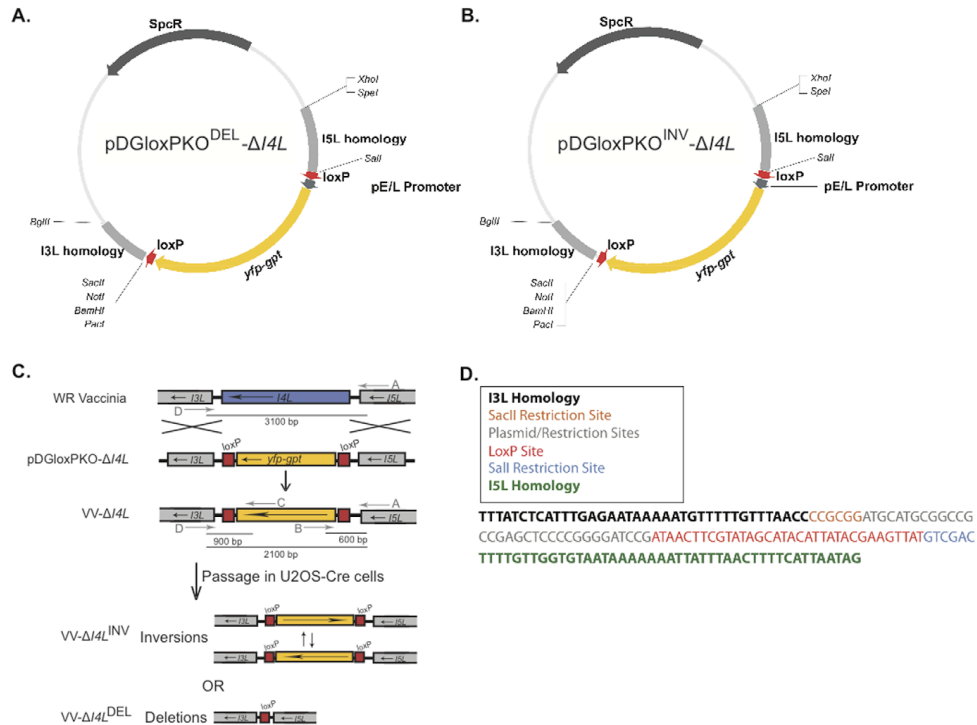 A.
SpcR
XhoI
SpeI
pDGloxPKO^DEL-ΔI4L
I5L homology
SalI
loxP
pE/L Promoter
BglII
I3L homology
loxP
yfp-gpt
SacII
NotI
BamHI
PacI
B.
SpcR
XhoI
SpeI
pDGloxPKO^INV-ΔI4L
I5L homology
SalI
loxP
pE/L Promoter
BglII
I3L homology
loxP
yfp-gpt
SacII
NotI
BamHI
PacI
C.
WR Vaccinia
I3L
I4L
A
I5L
D
3100 bp
loxP
loxP
pDGloxPKO-ΔI4L
I3L
yfp-gpt
I5L
C
A
VV-ΔI4L
I3L
I5L
D
B
900 bp
600 bp
2100 bp
Passage in U2OS-Cre cells
loxP
loxP
VV-ΔI4L^INV Inversions
I3L
I5L
I3L
I5L
OR
loxP
VV-ΔI4L^DEL Deletions
I3L
I5L
D.
I3L Homology
SacII Restriction Site
Plasmid/Restriction Sites
LoxP Site
SalI Restriction Site
I5L Homology
TTTATCTCATTTGAGAATAAAAATGTTTTTGTTTAACCCCGCGGATGCATGCGGCCG
CCGAGCTCCCCGGGGATCCGATAACTTCGTATAGCATACATTATACGAAGTTATGTCGAC
TTTTGTTGGTGTAATAAAAAAATTATTTAACTTTTCATTAATAG